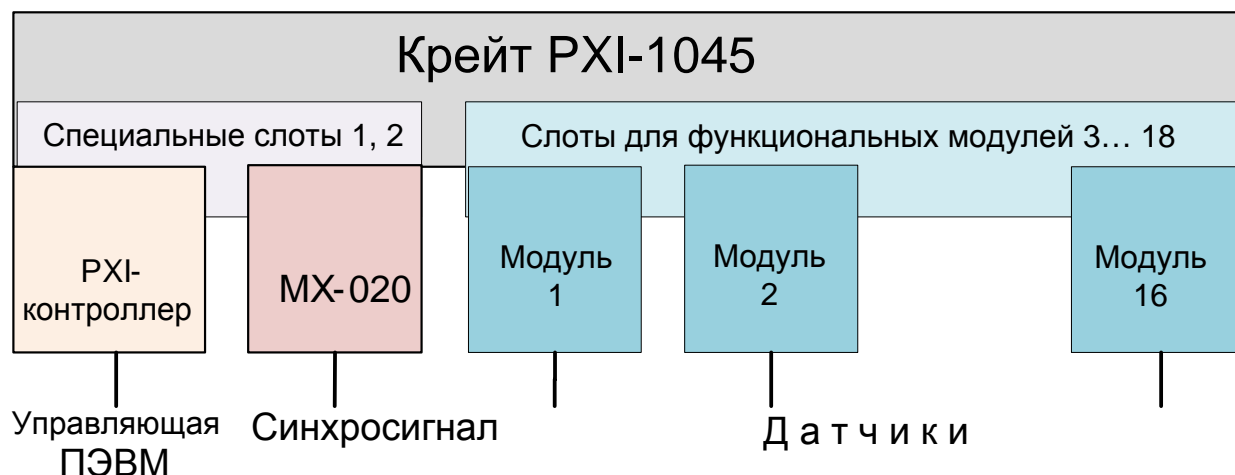 Крейт PXI-1045
Специальные слоты 1, 2
Слоты для функциональных модулей 3... 18
PXI-
контроллер
MX-020
Модуль
1
Модуль
2
Модуль
16
Управляющая
ПЭВМ
Синхросигнал
Д а т ч и к и